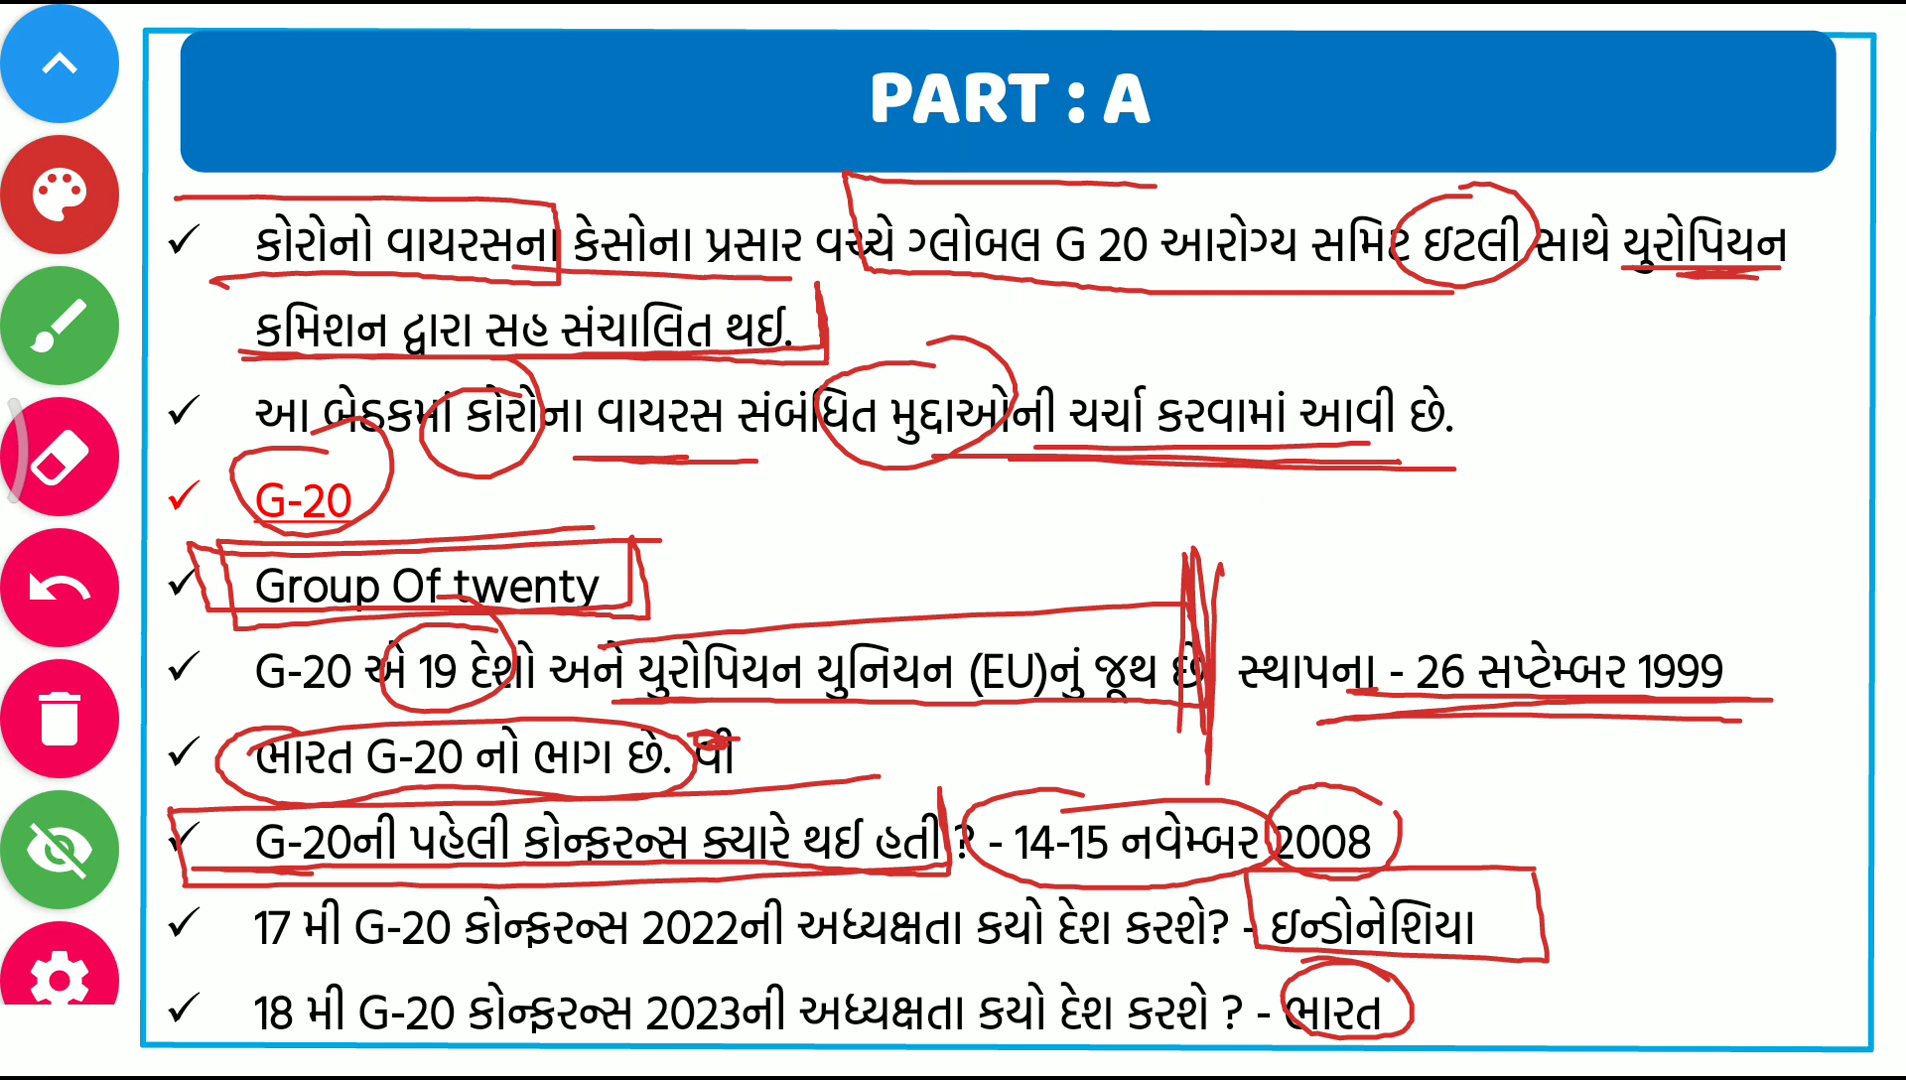 PART : A
કોરોનો વાયરસના કેસોના પ્રસાર વચ્ચે ગ્લોબલ G 20 આરોગ્ય સમિટ ઇટલી સાથે યુરોપિયન
કમિશન દ્વારા સહ સંચાલિત થઈ.
આ બેઠકમાં કોરોના વાયરસ સંબંધિત મુદ્દાઓની ચર્ચા કરવામાં આવી છે.
G-20
Group Of twenty
G-20 એ 19 દેશો અને યુરોપિયન યુનિયન (EU)નું જૂથ છે સ્થાપના - 26 સપ્ટેમ્બર 1999
ભારત G-20 નો ભાગ છે. વી
G-20ની પહેલી કોન્ફરન્સ ક્યારે થઈ હતી ? - 14-15 નવેમ્બર 2008
17 મી G-20 કોન્ફરન્સ 2022ની અધ્યક્ષતા કયો દેશ કરશે? - ઇન્ડોનેશિયા
18 મી G-20 કોન્ફરન્સ 2023ની અધ્યક્ષતા કયો દેશ કરશે ? - ભારત